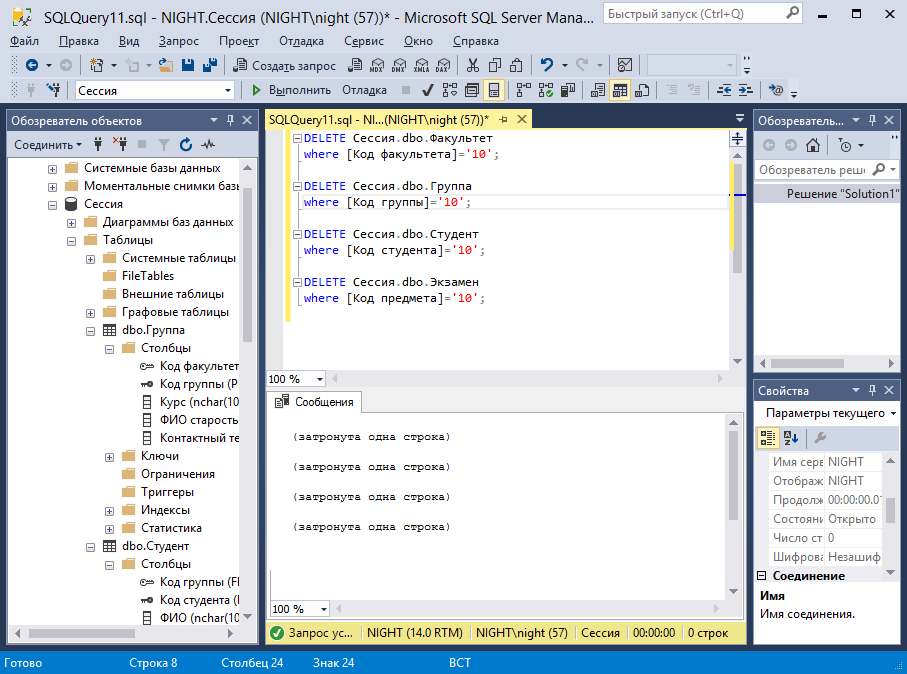 SQLQuery11.sql - NIGHT.Сессия (NIGHT\night (57))* - Microsoft SQL Server Mana...
Быстрый запуск (Ctrl+Q)
Файл Правка Вид Запрос Проект Отладка Сервис Окно Справка
Создать запрос MDX DMX XMLA DAX
Сессия Выполнить Отладка
Обозреватель объектов
Соединить
Системные базы данных
Моментальные снимки базы
Сессия
Диаграммы баз данных
Таблицы
Системные таблицы
FileTables
Внешние таблицы
Графовые таблицы
dbo.Группа
Столбцы
Код факультет
Код группы (P
Курс (nchar(10
ФИО старость
Контактный те
Ключи
Ограничения
Триггеры
Индексы
Статистика
dbo.Студент
Столбцы
Код группы (F
Код студента (
ФИО (nchar(10
SQLQuery11.sql - NI...(NIGHT\night (57))*
DELETE Сессия.dbo.Факультет
where [Код факультета]='10';
DELETE Сессия.dbo.Группа
where [Код группы]='10';
DELETE Сессия.dbo.Студент
where [Код студента]='10';
DELETE Сессия.dbo.Экзамен
where [Код предмета]='10';
100 %
Сообщения
(затронута одна строка)
(затронута одна строка)
(затронута одна строка)
(затронута одна строка)
100 %
Запрос ус... NIGHT (14.0 RTM) NIGHT\night (57) Сессия 00:00:00 0 строк
Обозреватель...
Обозреватель реше
Решение "Solution1"
Свойства
Параметры текущего
Имя серв NIGHT
Отображ NIGHT
Продолж 00:00:00.01
Состояни Открыто
Число ст 0
Шифрова Незашиф
Соединение
Имя
Имя соединения.
Готово Строка 8 Столбец 24 Знак 24 ВСТ